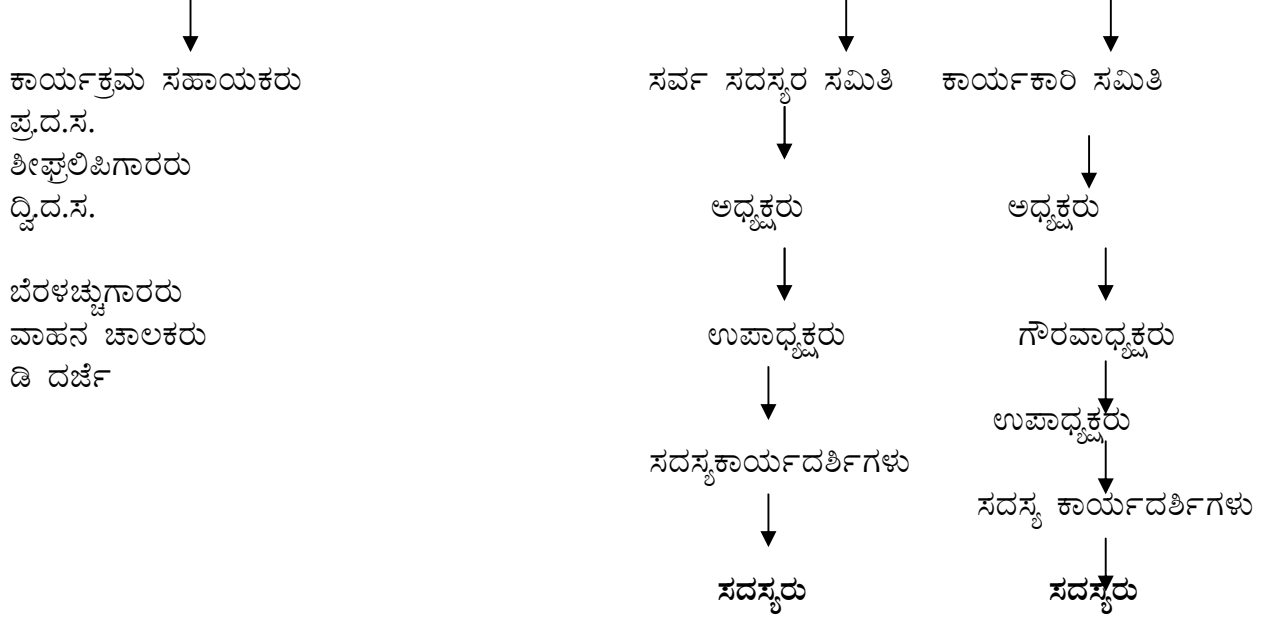 ಕಾರ್ಯಕ್ರಮ ಸಹಾಯಕರು
ಪ್ರ.ದ.ಸ.
ಶೀಘ್ರಲಿಪಿಗಾರರು
ದ್ವಿ.ದ.ಸ.
ಬೆರಳಚ್ಚುಗಾರರು
ವಾಹನ ಚಾಲಕರು
ಡಿ ದರ್ಜೆ
ಸರ್ವ ಸದಸ್ಯರ ಸಮಿತಿ
ಅಧ್ಯಕ್ಷರು
ಉಪಾಧ್ಯಕ್ಷರು
ಸದಸ್ಯಕಾರ್ಯದರ್ಶಿಗಳು
ಸದಸ್ಯರು
ಕಾರ್ಯಕಾರಿ ಸಮಿತಿ
ಅಧ್ಯಕ್ಷರು
ಗೌರವಾಧ್ಯಕ್ಷರು
ಉಪಾಧ್ಯಕ್ಷರು
ಸದಸ್ಯ ಕಾರ್ಯದರ್ಶಿಗಳು
ಸದಸ್ಯರು